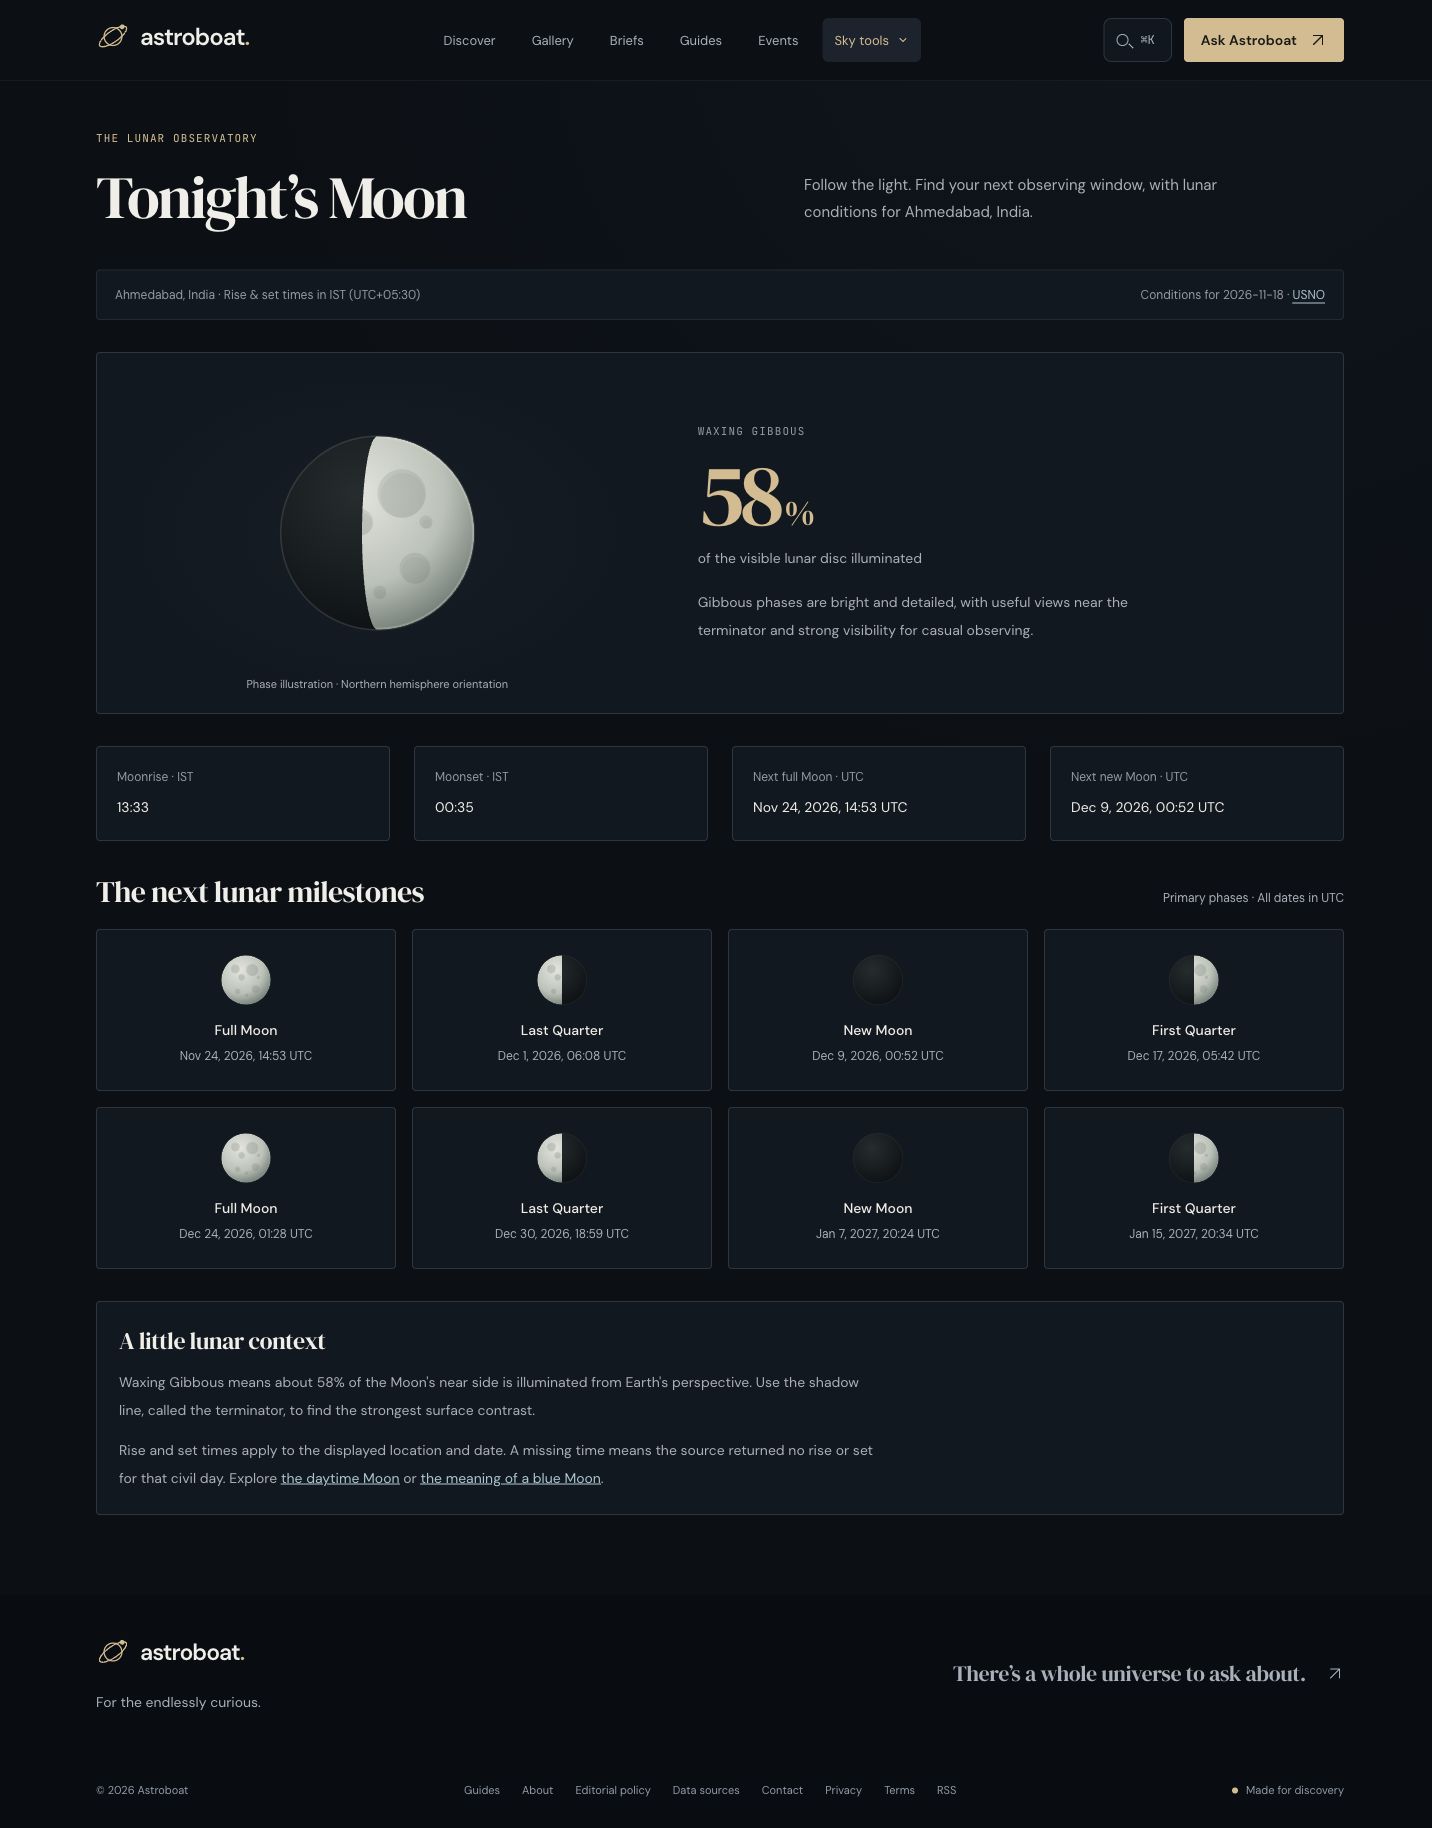 astroboat.
Discover
Gallery
Briefs
Guides
Events
Sky tools
⌘K
Ask Astroboat
THE LUNAR OBSERVATORY
Tonight’s Moon
Follow the light. Find your next observing window, with lunar
conditions for Ahmedabad, India.
Ahmedabad, India · Rise & set times in IST (UTC+05:30)
Conditions for 2026-11-18 · USNO
WAXING GIBBOUS
58%
of the visible lunar disc illuminated
Gibbous phases are bright and detailed, with useful views near the
terminator and strong visibility for casual observing.
Phase illustration · Northern hemisphere orientation
Moonrise · IST
13:33
Moonset · IST
00:35
Next full Moon · UTC
Nov 24, 2026, 14:53 UTC
Next new Moon · UTC
Dec 9, 2026, 00:52 UTC
The next lunar milestones
Primary phases · All dates in UTC
Full Moon
Nov 24, 2026, 14:53 UTC
Last Quarter
Dec 1, 2026, 06:08 UTC
New Moon
Dec 9, 2026, 00:52 UTC
First Quarter
Dec 17, 2026, 05:42 UTC
Full Moon
Dec 24, 2026, 01:28 UTC
Last Quarter
Dec 30, 2026, 18:59 UTC
New Moon
Jan 7, 2027, 20:24 UTC
First Quarter
Jan 15, 2027, 20:34 UTC
A little lunar context
Waxing Gibbous means about 58% of the Moon's near side is illuminated from Earth's perspective. Use the shadow
line, called the terminator, to find the strongest surface contrast.
Rise and set times apply to the displayed location and date. A missing time means the source returned no rise or set
for that civil day. Explore the daytime Moon or the meaning of a blue Moon.
astroboat.
For the endlessly curious.
There’s a whole universe to ask about.
© 2026 Astroboat
Guides
About
Editorial policy
Data sources
Contact
Privacy
Terms
RSS
Made for discovery